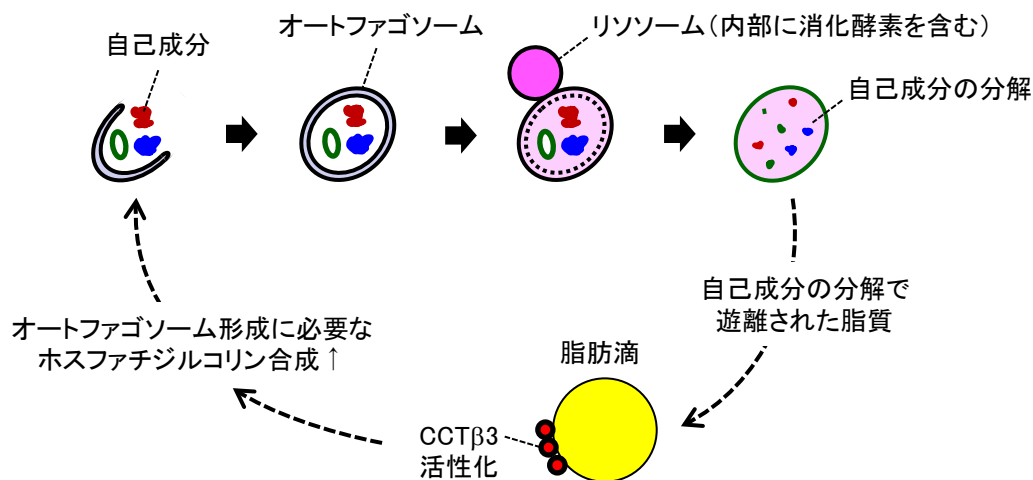 オートファゴソーム
リソソーム（内部に消化酵素を含む）
自己成分
自己成分の分解
自己成分の分解で
遊離された脂質
オートファゴソーム形成に必要な
ホスファチジルコリン合成↑
脂肪滴
CCTβ3
活性化